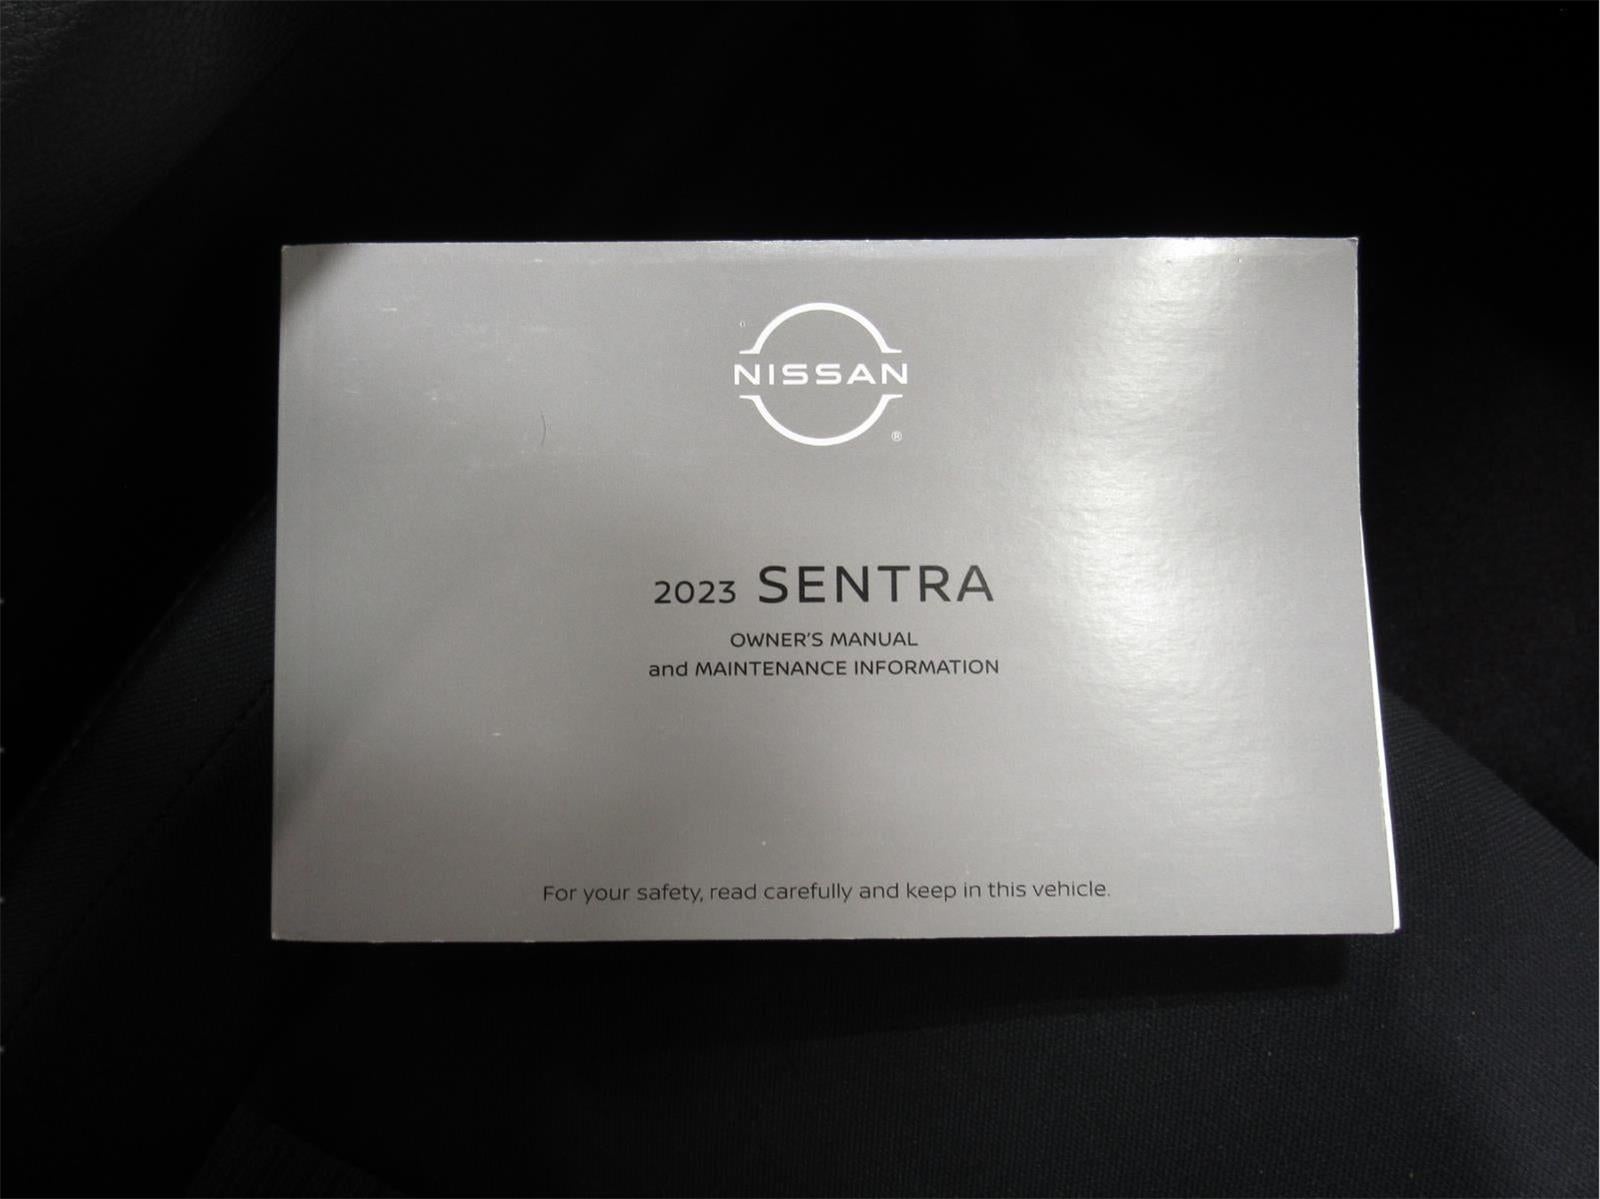 NISSAN
®
2023 SENTRA
OWNER'S MANUAL
and MAINTENANCE INFORMATION
For your safety, read carefully and keep in this vehicle.